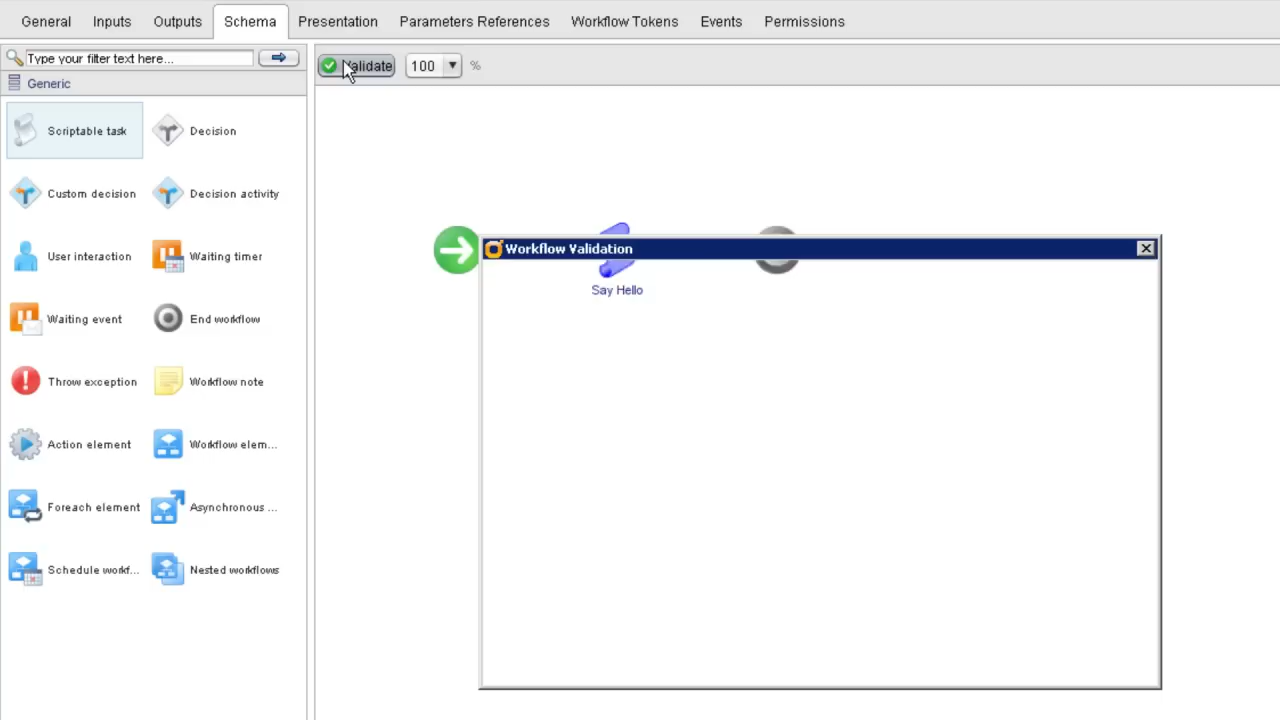 General Inputs Outputs Schema Presentation Parameters References Workflow Tokens Events Permissions
Type your filter text here...
Validate 100 %
Generic
Scriptable task Decision
Custom decision Decision activity
User interaction Waiting timer
Waiting event End workflow
Throw exception Workflow note
Action element Workflow elem...
Foreach element Asynchronous ...
Schedule workf... Nested workflows
Workflow Validation
Say Hello